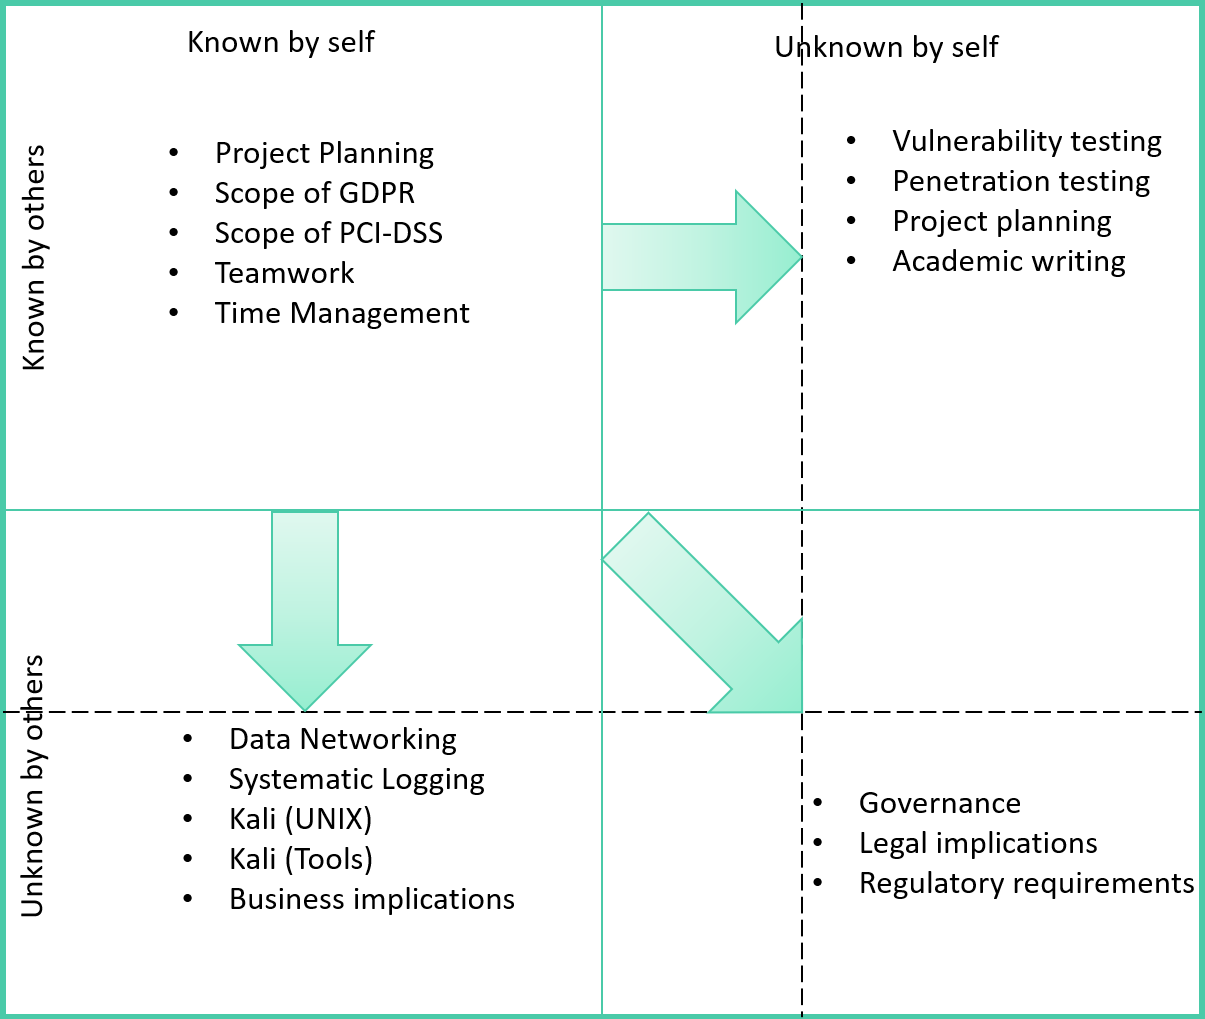 Known by self
Unknown by self
Known by others
• Project Planning
• Scope of GDPR
• Scope of PCI-DSS
• Teamwork
• Time Management
• Vulnerability testing
• Penetration testing
• Project planning
• Academic writing
Unknown by others
• Data Networking
• Systematic Logging
• Kali (UNIX)
• Kali (Tools)
• Business implications
• Governance
• Legal implications
• Regulatory requirements